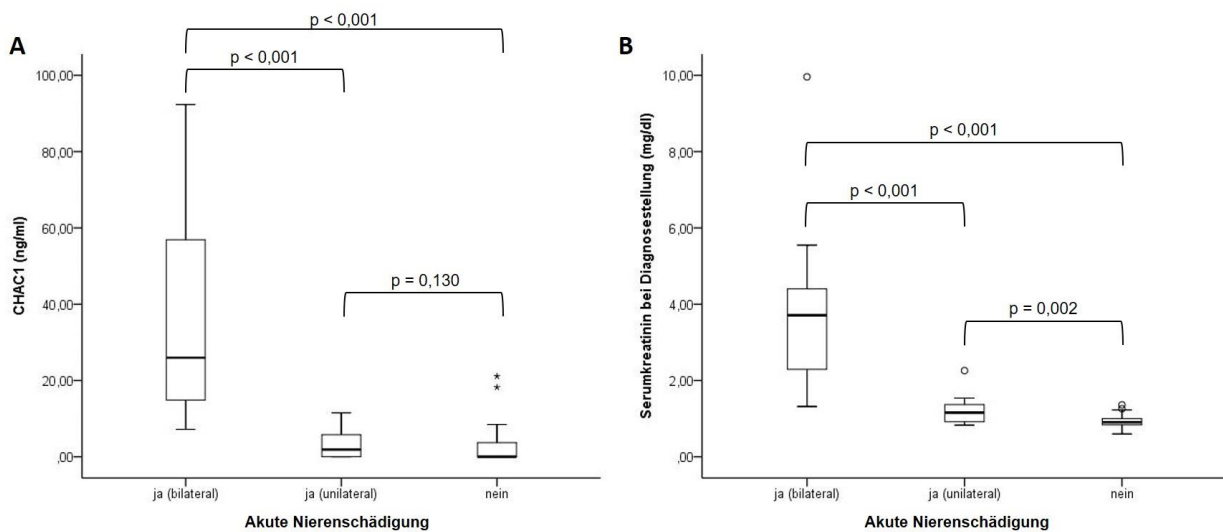 A
p < 0,001
p < 0,001
100,00
80,00
60,00
40,00
20,00
,00
CHAC1 (ng/ml)
p = 0,130
*
*
ja (bilateral)
ja (unilateral)
nein
Akute Nierenschädigung
B
10,00
8,00
6,00
4,00
2,00
,00
Serumkreatinin bei Diagnosestellung (mg/dl)
p < 0,001
p < 0,001
p = 0,002
ja (bilateral)
ja (unilateral)
nein
Akute Nierenschädigung